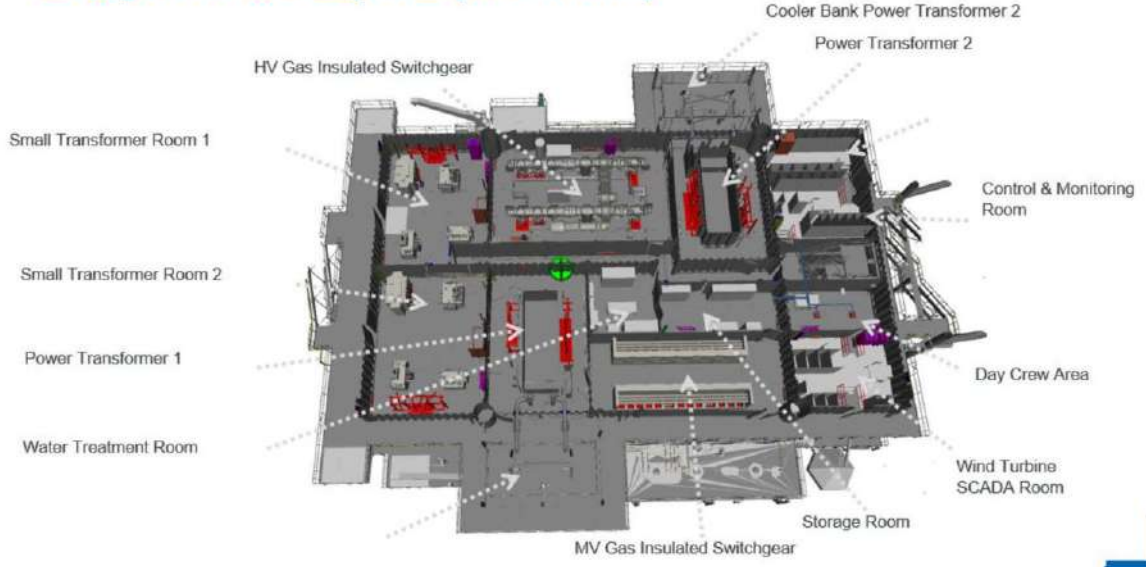 Cooler Bank Power Transformer 2
Power Transformer 2
HV Gas Insulated Switchgear
Small Transformer Room 1
Control & Monitoring
Room
Small Transformer Room 2
Power Transformer 1
Day Crew Area
Water Treatment Room
Wind Turbine
SCADA Room
Storage Room
MV Gas Insulated Switchgear